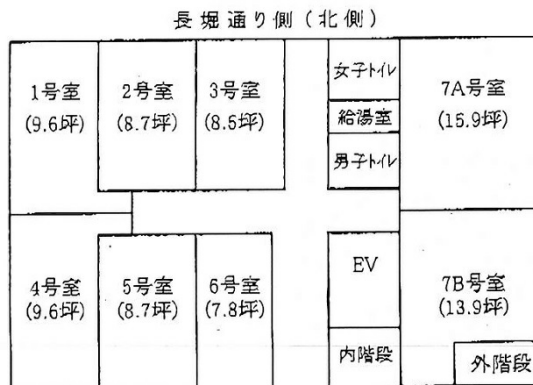 長堀通り側(北側)
1号室
(9.6坪)
2号室
(8.7坪)
3号室
(8.5坪)
女子トイレ
給湯室
男子トイレ
7A号室
(15.9坪)
4号室
(9.6坪)
5号室
(8.7坪)
6号室
(7.8坪)
EV
内階段
7B号室
(13.9坪)
外階段